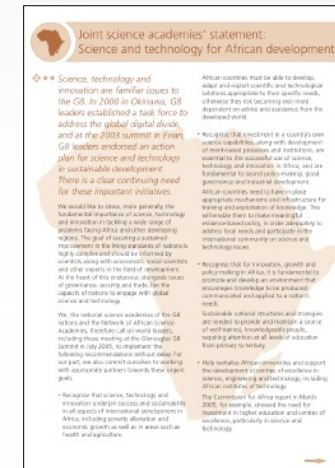 Joint science academies' statement:
Science and technology for African development
Science, technology and
innovation are familiar issues to
the G8. In 2000 in Okinawa, G8
leaders established a task force to
address the global digital divide,
and at the 2003 summit in Evian,
G8 leaders endorsed an action
plan for science and technology
in sustainable development.
There is a clear continuing need
for these important initiatives.
We would like to stress, more generally, the
fundamental importance of science, technology
and innovation in tackling a wide range of
problems facing Africa and other developing
regions. The goal of securing a sustained
improvement in the living standards of nations is
highly complex and should be informed by
scientists along with economists, social scientists
and other experts in the field of development.
At the heart of this endeavour, alongside issues
of governance, security and trade, lies the
capacity of nations to engage with global
science and technology.
We, the national science academies of the G8
nations and the Network of African Science
Academies, therefore call on world leaders,
including those meeting at the Gleneagles G8
Summit in July 2005, to implement the
following recommendations without delay. For
our part, we also commit ourselves to working
with appropriate partners towards these urgent
goals.
• Recognise that science, technology and
innovation underpin success and sustainability
in all aspects of international development in
Africa, including poverty alleviation and
economic growth as well as in areas such as
health and agriculture.
African countries must be able to develop,
adapt and exploit scientific and technological
solutions appropriate to their specific needs,
otherwise they risk becoming ever more
dependent on advice and assistance from the
developed world.
• Recognise that investment in a country's own
science capabilities, along with development
of merit-based processes and institutions, are
essential to the successful use of science,
technology and innovation in Africa, and are
fundamental to sound policy-making, good
governance and industrial development.
African countries need to have in place
appropriate mechanisms and infrastructure for
training and exploitation of knowledge. This
will enable them to make meaningful
evidence-based policy, in order adequately to
address local needs and participate in the
international community on science and
technology issues.
• Recognise that for innovation, growth and
policy-making in Africa, it is fundamental to
promote and develop an environment that
encourages knowledge to be produced,
communicated and applied to a nation's
needs.
Sustainable national structures and strategies
are needed to provide and maintain a source
of well-trained, knowledgeable people,
requiring attention at all levels of education
from primary to tertiary.
• Help revitalise African universities and support
the development of centres of excellence in
science, engineering and technology, including
African institutes of technology.
The Commission for Africa report in March
2005, for example, stressed the need for
investment in higher education and centres of
excellence, particularly in science and
technology.